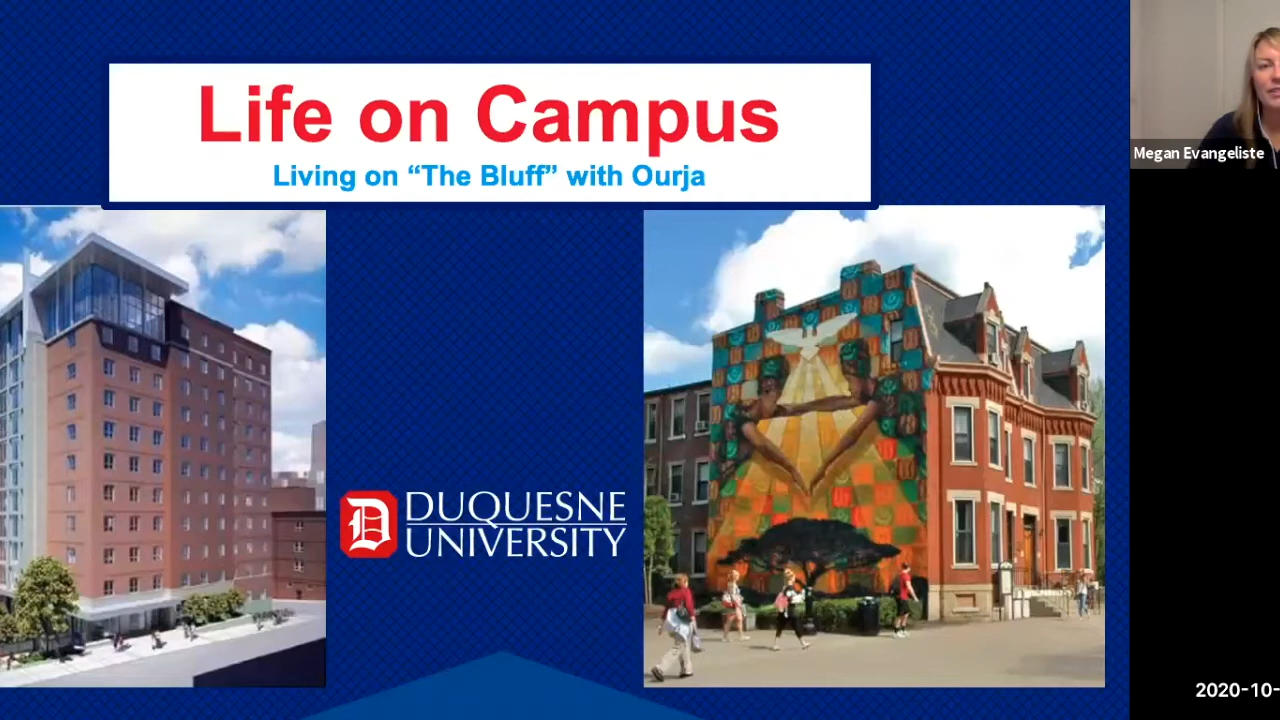 Life on Campus
Living on “The Bluff” with Ourja
Megan Evangeliste
DUQUESNE
UNIVERSITY
2020-10-